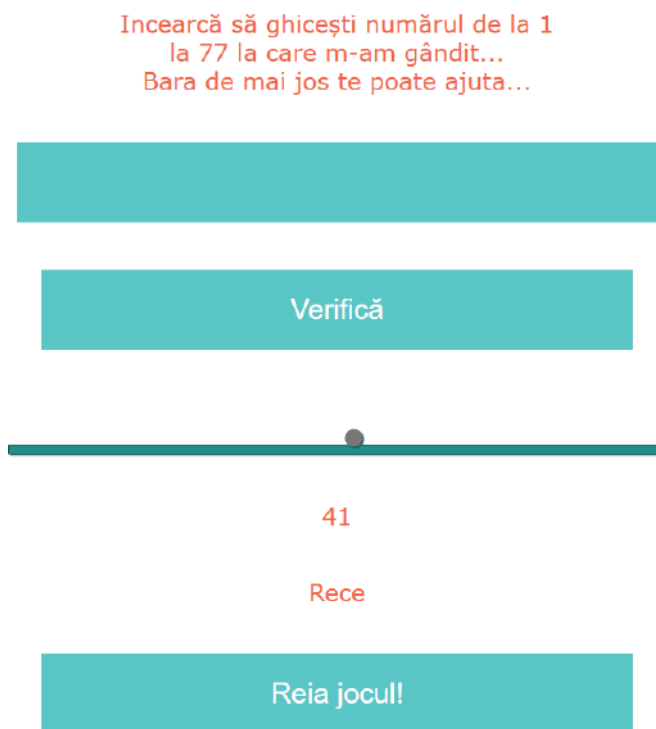 Incearcă să ghicești numărul de la 1
la 77 la care m-am gândit...
Bara de mai jos te poate ajuta...
Verifică
41
Rece
Reia jocul!